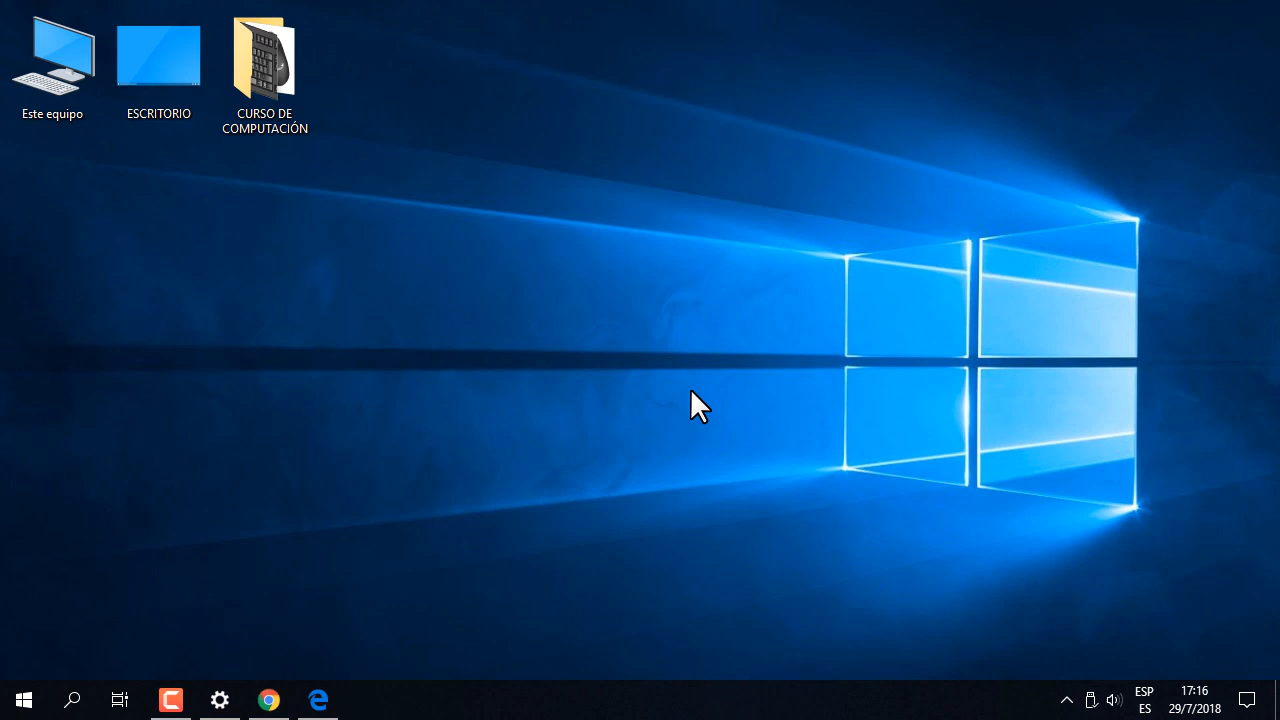 Este equipo
ESCRITORIO
CURSO DE
COMPUTACIÓN
ESP
ES
17:16
29/7/2018